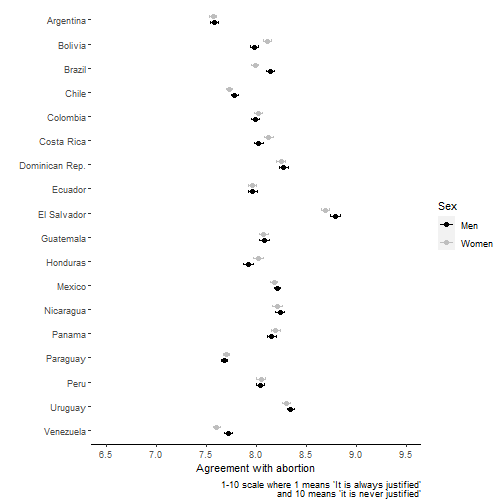 Argentina
Bolivia
Brazil
Chile
Colombia
Costa Rica
Dominican Rep.
Ecuador
El Salvador
Guatemala
Honduras
Mexico
Nicaragua
Panama
Paraguay
Peru
Uruguay
Venezuela
6.5 7.0 7.5 8.0 8.5 9.0 9.5
Agreement with abortion
1-10 scale where 1 means 'It is always justified'
and 10 means 'it is never justified'
Sex
Men
Women